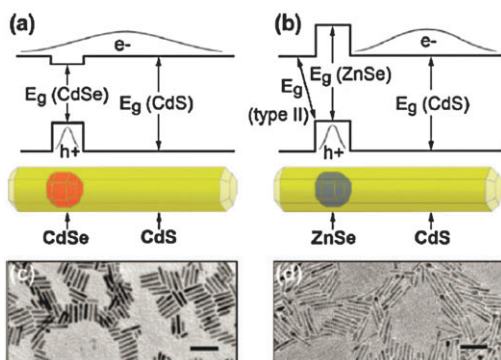 (a)
e-
Eg (CdSe)
Eg (CdS)
h+
CdSe
CdS
(b)
e-
Eg (ZnSe)
Eg (type II)
Eg (CdS)
h+
ZnSe
CdS
(c)
(d)